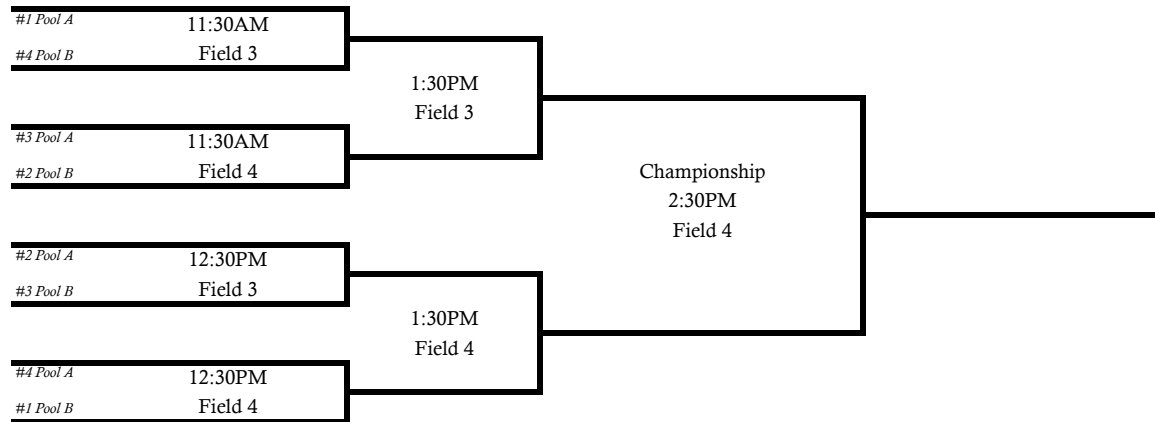 #1 Pool A
11:30AM
#4 Pool B
Field 3
1:30PM
Field 3
#3 Pool A
11:30AM
#2 Pool B
Field 4
Championship
2:30PM
Field 4
#2 Pool A
12:30PM
#3 Pool B
Field 3
1:30PM
Field 4
#4 Pool A
12:30PM
#1 Pool B
Field 4